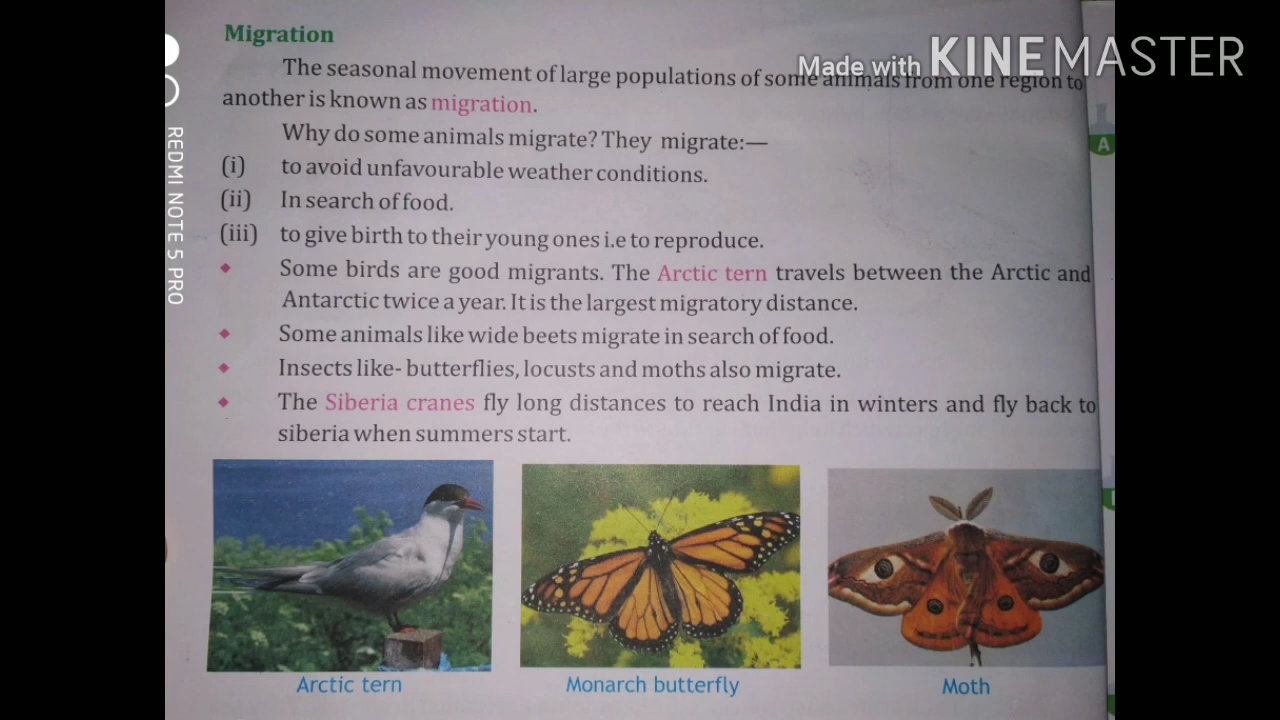 Migration
Made with KINEMASTER
The seasonal movement of large populations of some animals from one region to
another is known as migration.
Why do some animals migrate? They migrate:—
(i) to avoid unfavourable weather conditions.
(ii) In search of food.
(iii) to give birth to their young ones i.e to reproduce.
Some birds are good migrants. The Arctic tern travels between the Arctic and
Antarctic twice a year. It is the largest migratory distance.
Some animals like wide beets migrate in search of food.
Insects like- butterflies, locusts and moths also migrate.
The Siberia cranes fly long distances to reach India in winters and fly back to
siberia when summers start.
Arctic tern
Monarch butterfly
Moth
REDMI NOTE 5 PRO
A